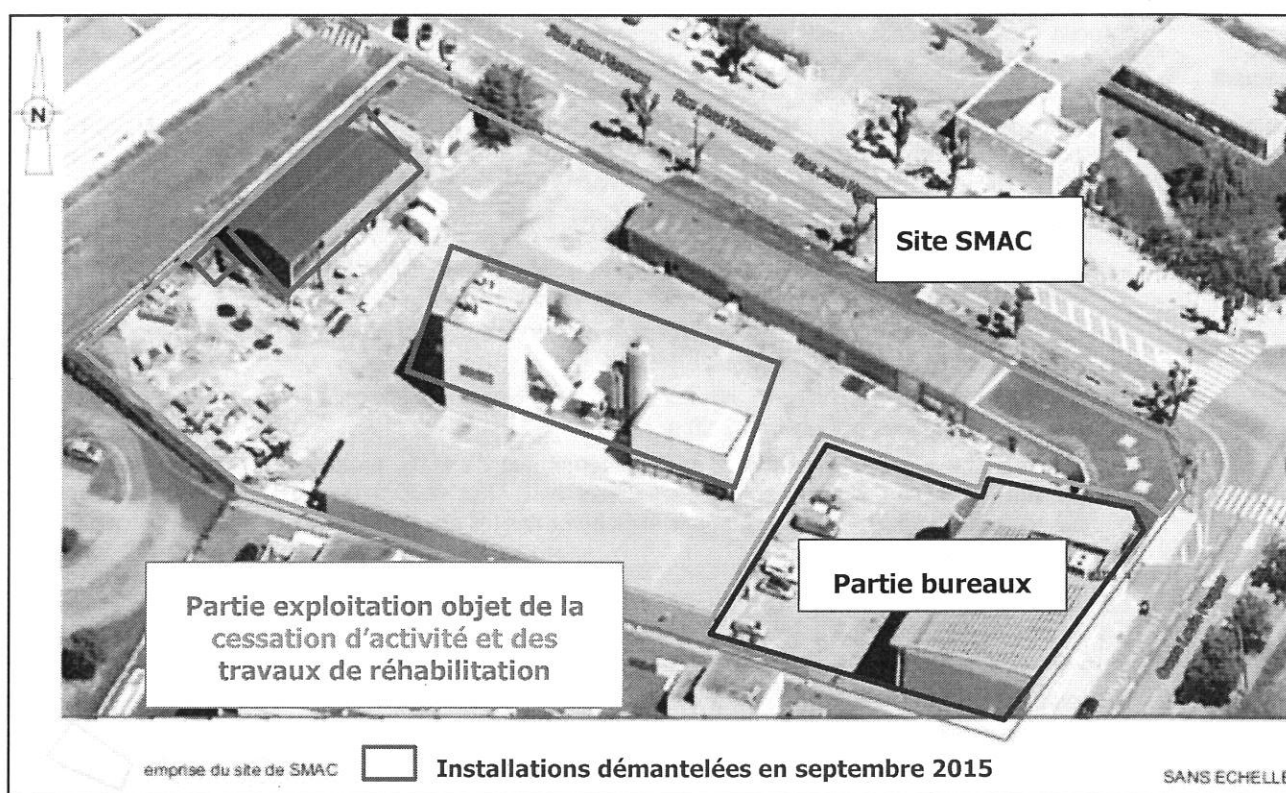 N
Site SMAC
Partie bureaux
Partie exploitation objet de la
cessation d'activité et des
travaux de réhabilitation
emprise du site de SMAC
Installations démantelées en septembre 2015
SANS ECHELLE